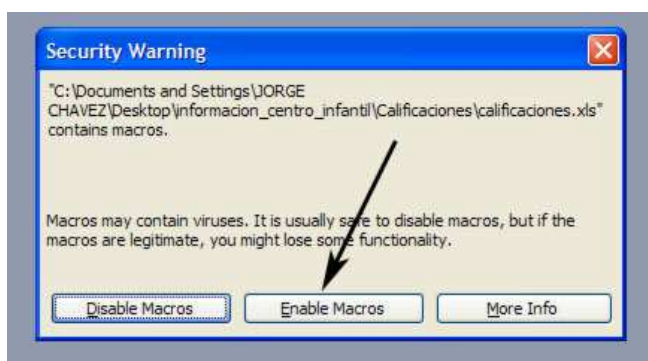 Security Warning
"C:\Documents and Settings\JORGE
CHAVEZ\Desktop\informacion_centro_infantil\Calificaciones\calificaciones.xls"
contains macros.
Macros may contain viruses. It is usually safe to disable macros, but if the
macros are legitimate, you might lose some functionality.
Disable Macros Enable Macros More Info